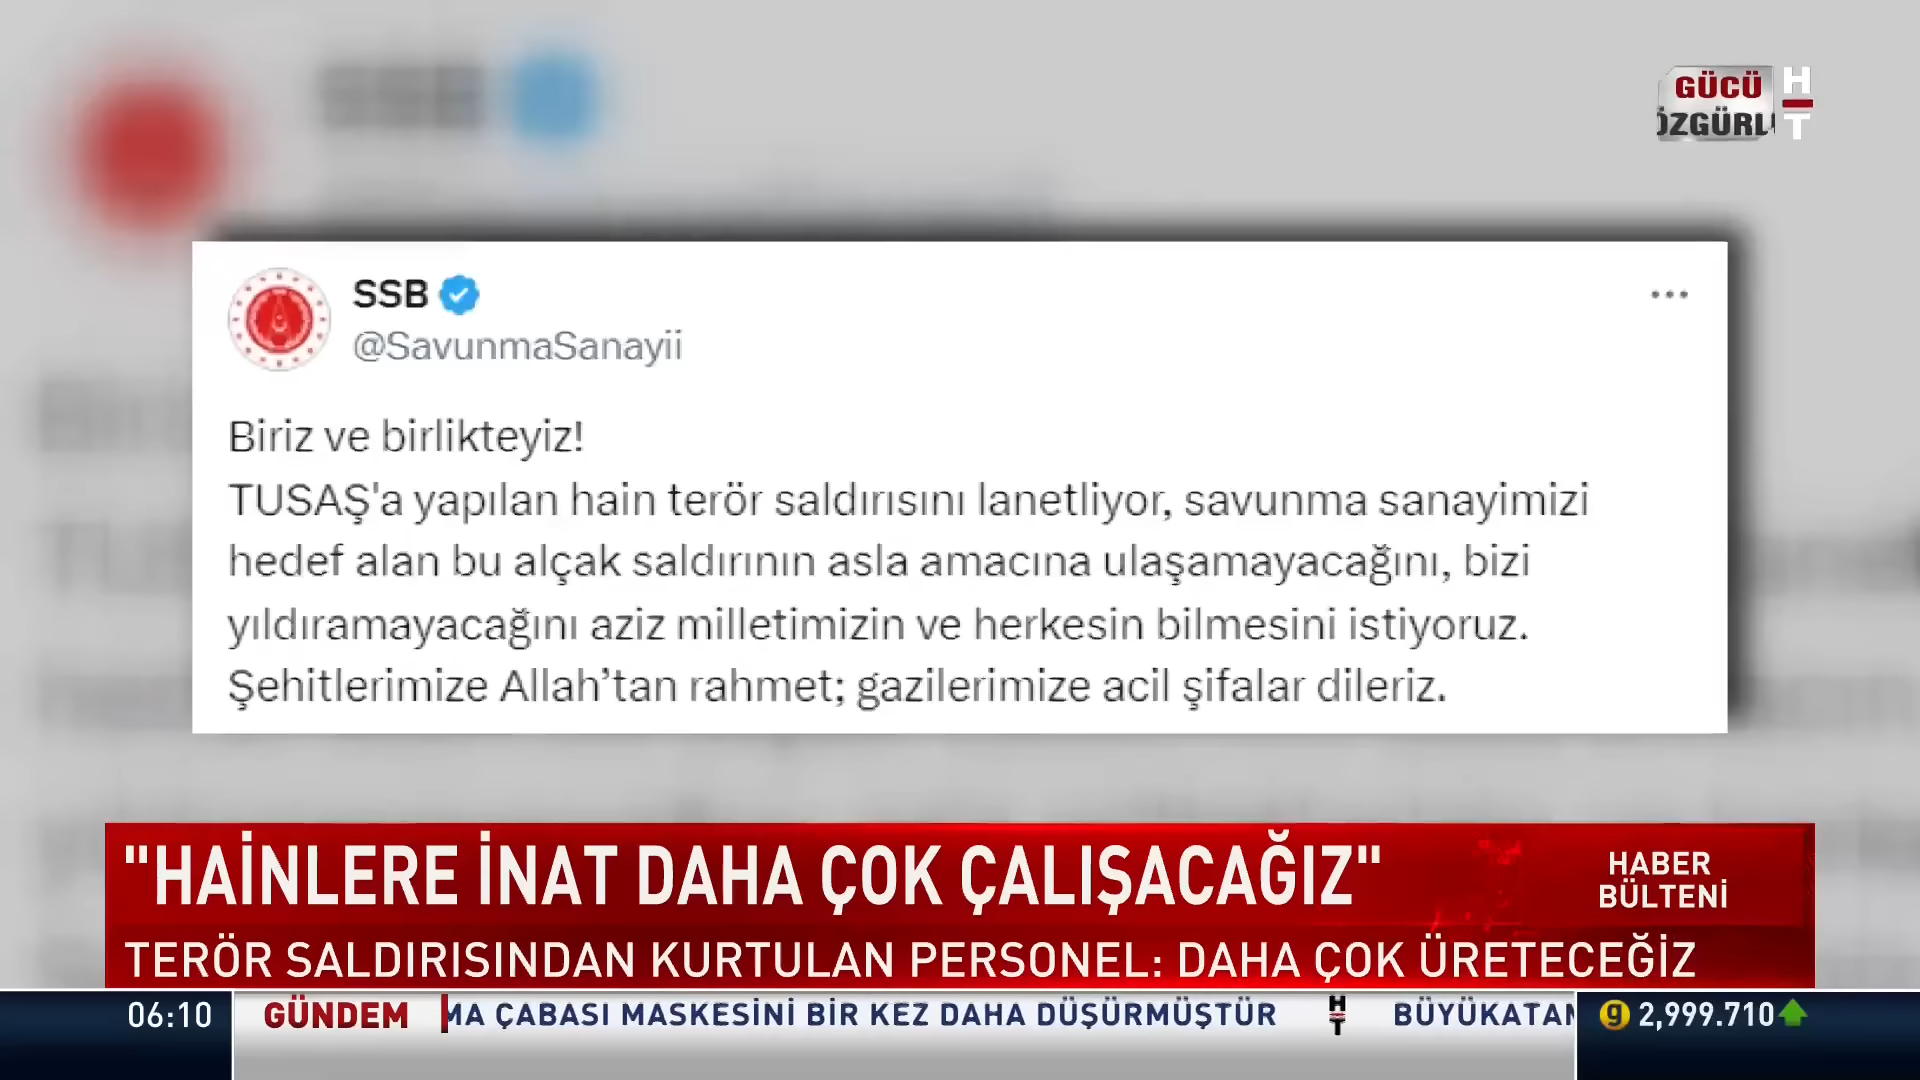 GÜCÜ
H
T
SSB
@SavunmaSanayii
Biriz ve birlikteyiz!
TUSAŞ'a yapılan hain terör saldırısını lanetliyor, savunma sanayimizi
hedef alan bu alçak saldırının asla amacına ulaşamayacağını, bizi
yıldıramayacağını aziz milletimizin ve herkesin bilmesini istiyoruz.
Şehitlerimize Allah’tan rahmet; gazilerimize acil şifalar dileriz.
"HAİNLERE İNAT DAHA ÇOK ÇALIŞACAĞIZ"
HABER
BÜLTENİ
TERÖR SALDIRISINDAN KURTULAN PERSONEL: DAHA ÇOK ÜRETECEĞİZ
06:10 GÜNDEM MA ÇABASI MASKESİNİ BİR KEZ DAHA DÜŞÜRMÜŞTÜR HT BÜYÜKATAN g 2,999.710